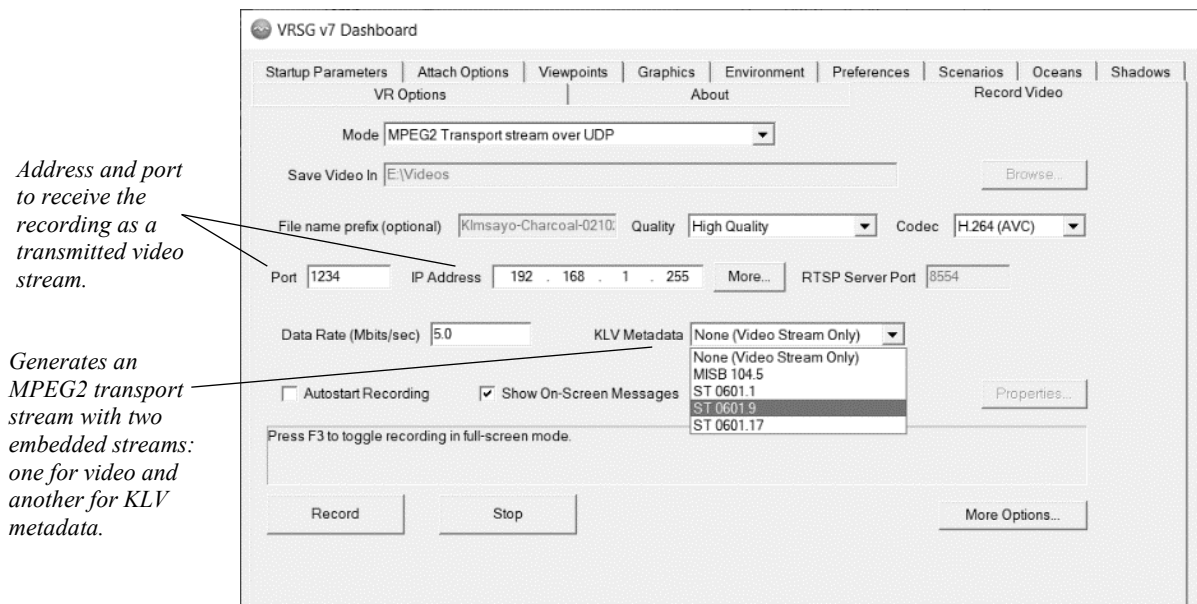 VRSG v7 Dashboard
Startup Parameters
Attach Options
Viewpoints
Graphics
Environment
Preferences
Scenarios
Oceans
Shadows
VR Options
About
Record Video
Mode MPEG2 Transport stream over UDP
Save Video In E:\Videos
Browse...
File name prefix (optional) Klmsayo-Charcoal-0210
Quality High Quality
Codec H.264 (AVC)
Port 1234
IP Address 192 . 168 . 1 . 255
More...
RTSP Server Port 8554
Data Rate (Mbits/sec) 5.0
KLV Metadata None (Video Stream Only)
None (Video Stream Only)
MISB 104.5
ST 0601.1
ST 0601.9
ST 0601.17
Autostart Recording
Show On-Screen Messages
Properties...
Press F3 to toggle recording in full-screen mode.
Record
Stop
More Options...
Address and port
to receive the
recording as a
transmitted video
stream.
Generates an
MPEG2 transport
stream with two
embedded streams:
one for video and
another for KLV
metadata.